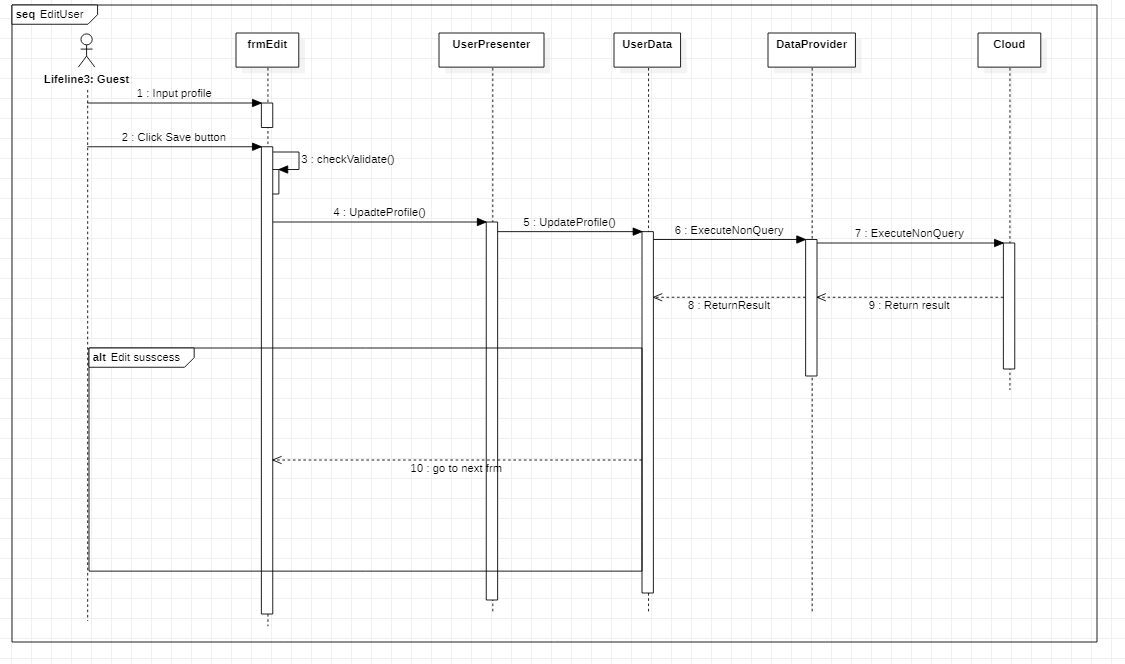 seq EditUser
frmEdit
UserPresenter
UserData
DataProvider
Cloud
Lifeline3: Guest
1 : Input profile
2 : Click Save button
3 : checkValidate()
4 : UpadteProfile()
5 : UpdateProfile()
6 : ExecuteNonQuery
7 : ExecuteNonQuery
8 : ReturnResult
9 : Return result
alt Edit susscess
10 : go to next frm